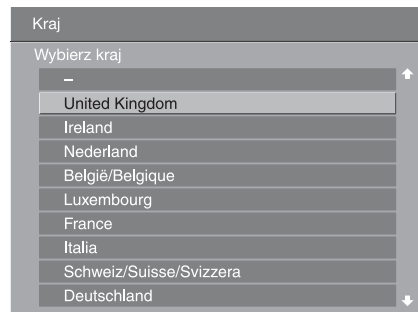 Kraj
Wybierz kraj
–
United Kingdom
Ireland
Nederland
België/Belgique
Luxembourg
France
Italia
Schweiz/Suisse/Svizzera
Deutschland